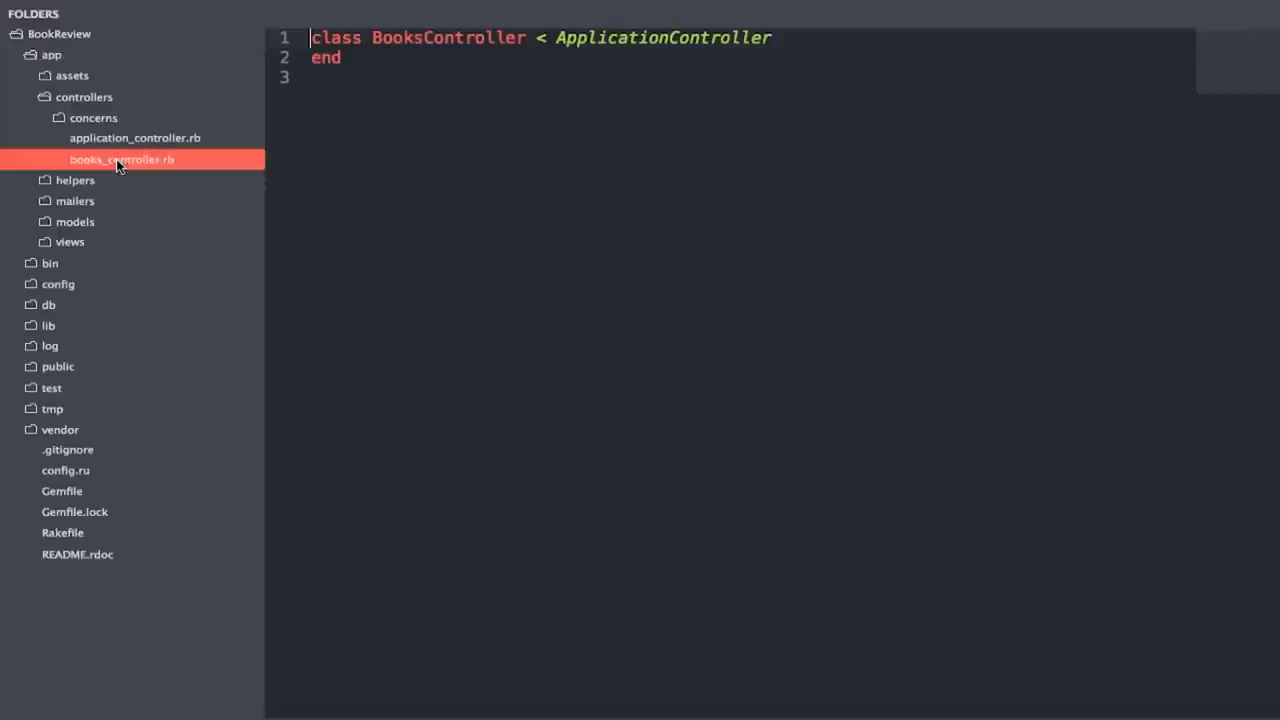 FOLDERS
BookReview
app
assets
controllers
concerns
application_controller.rb
books_controller.rb
helpers
mailers
models
views
bin
config
db
lib
log
public
test
tmp
vendor
.gitignore
config.ru
Gemfile
Gemfile.lock
Rakefile
README.rdoc
1 class BooksController < ApplicationController
2 end
3